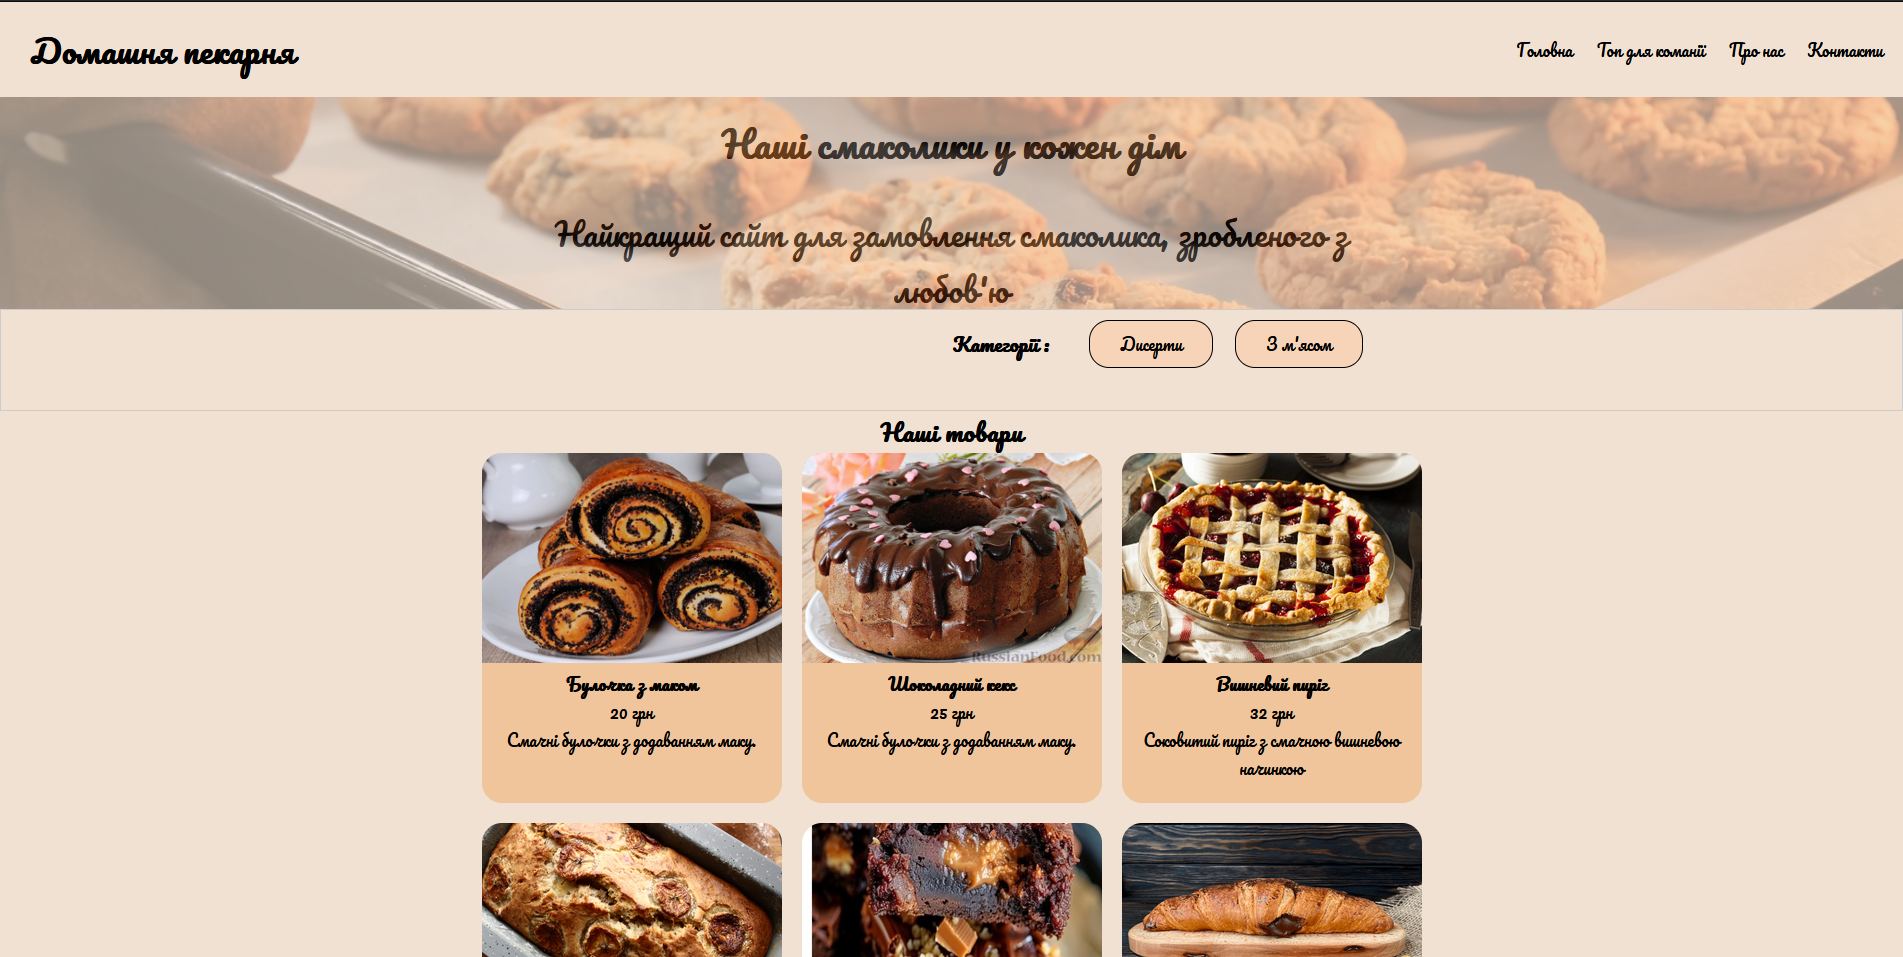 Домашня пекарня
Головна
Топ для команії
Про нас
Контакти
Наші смаколики у кожен дім
Найкращий сайт для замовлення смаколика, зробленого з
любов'ю
Категорії :
Дисерти
З м'ясом
Наші товари
RussianFood.com
Булочка з маком
20 грн
Смачні булочки з додаванням маку.
Шоколадний кекс
25 грн
Смачні булочки з додаванням маку.
Вишневий пиріг
32 грн
Соковитий пиріг з смачною вишневою
начинкою